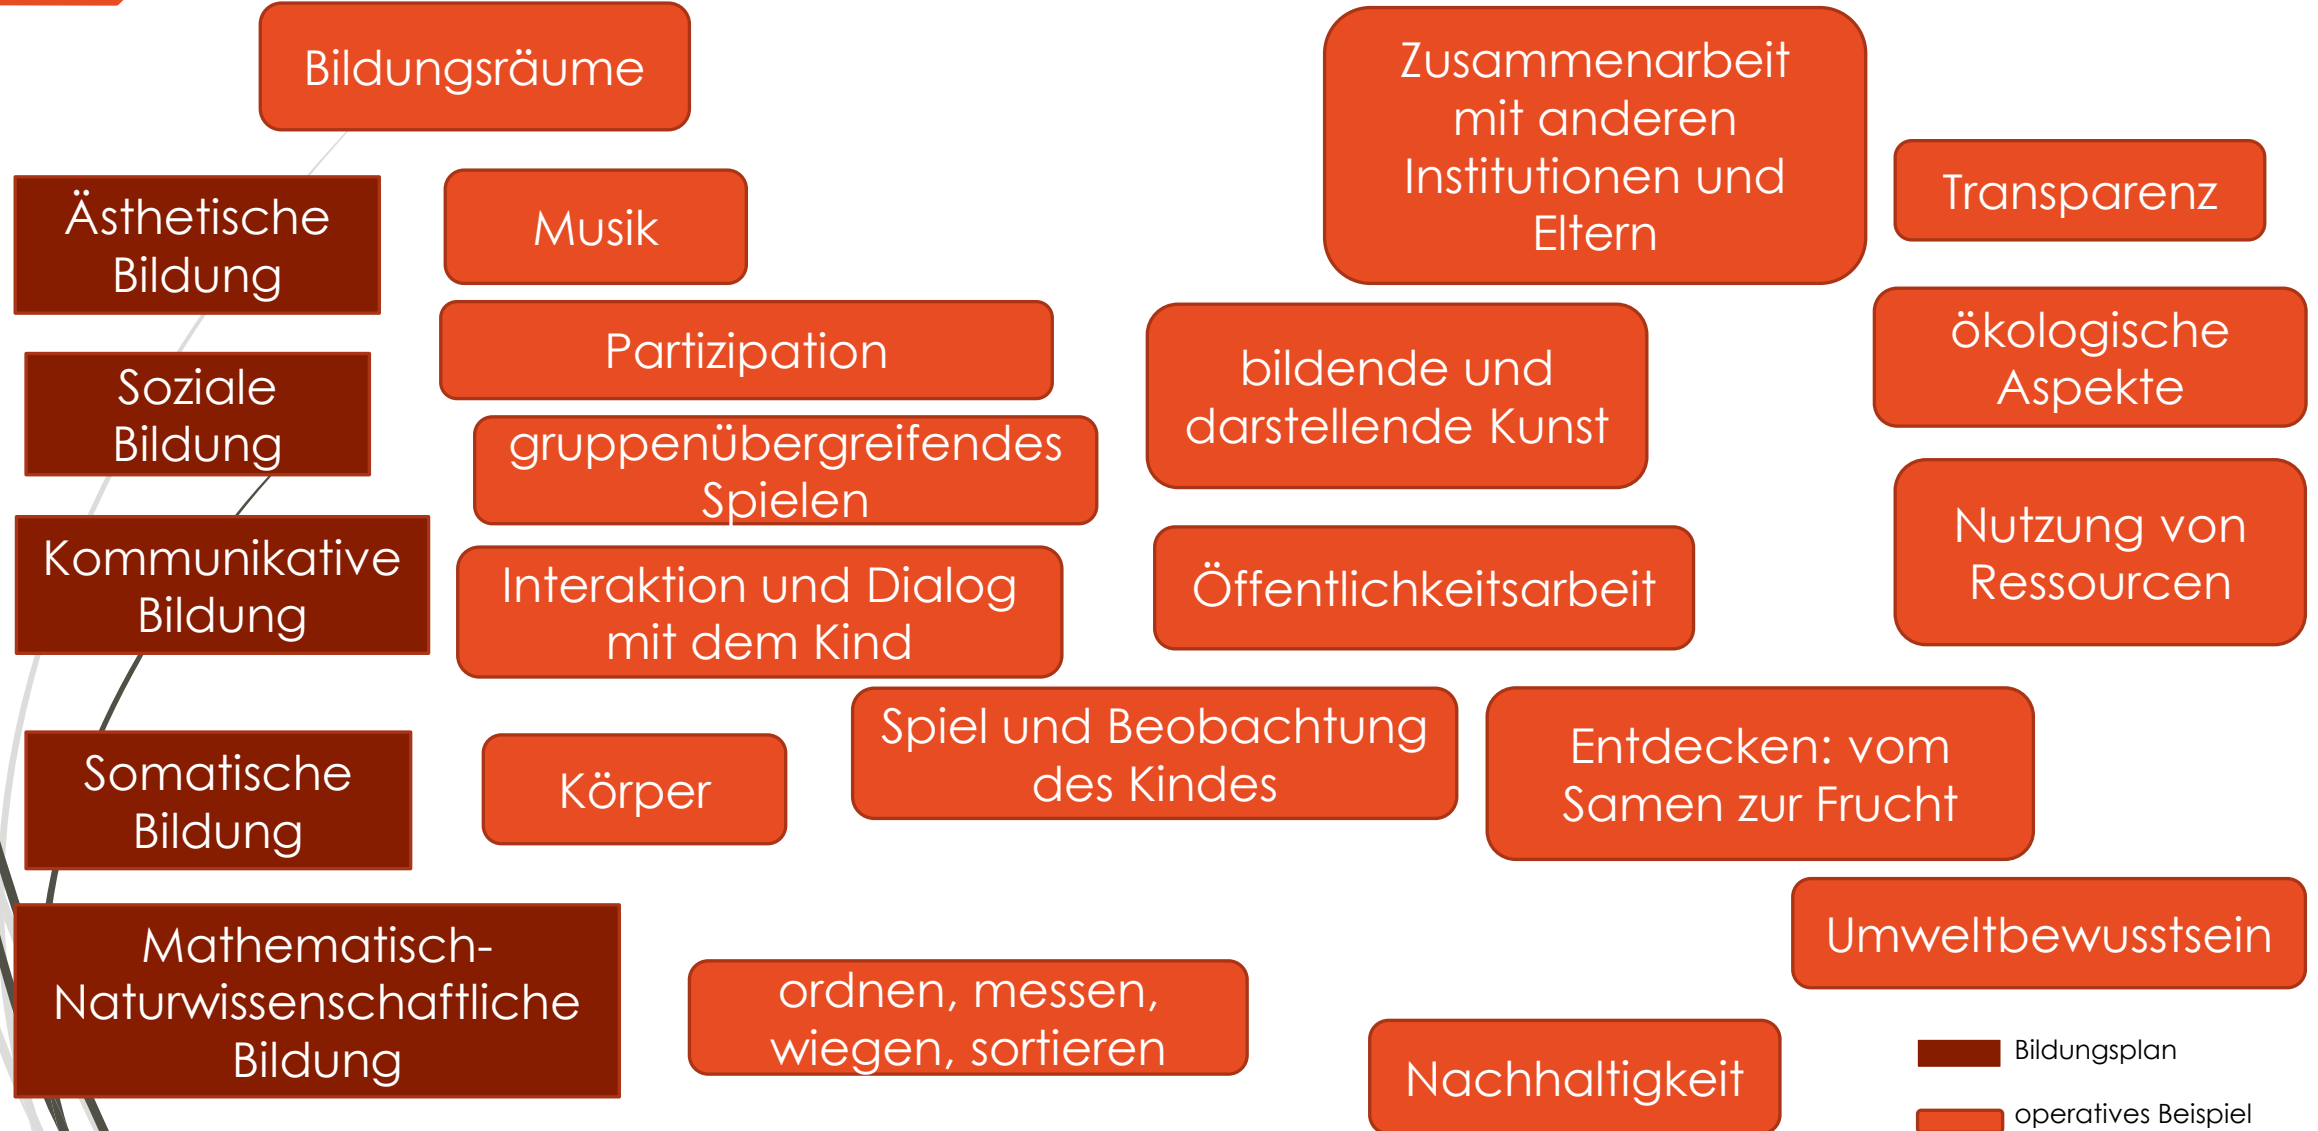 Bildungsräume
Zusammenarbeit
mit anderen
Institutionen und
Eltern
Transparenz
Ästhetische
Bildung
Musik
Partizipation
bildende und
darstellende Kunst
ökologische
Aspekte
Soziale
Bildung
gruppenübergreifendes
Spielen
Nutzung von
Ressourcen
Kommunikative
Bildung
Interaktion und Dialog
mit dem Kind
Öffentlichkeitsarbeit
Somatische
Bildung
Körper
Spiel und Beobachtung
des Kindes
Entdecken: vom
Samen zur Frucht
Umweltbewusstsein
Mathematisch-
Naturwissenschaftliche
Bildung
ordnen, messen,
wiegen, sortieren
Nachhaltigkeit
Bildungsplan
operatives Beispiel